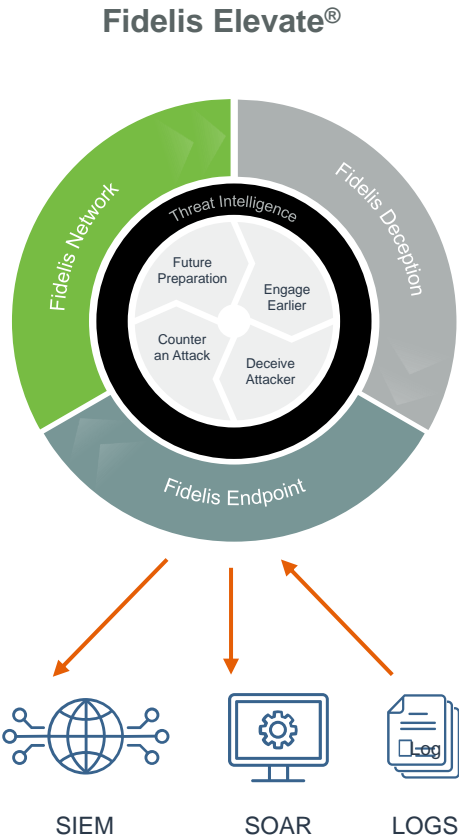 Fidelis Elevate®
Fidelis Network
Fidelis Deception
Threat Intelligence
Future
Preparation
Engage
Earlier
Counter
an Attack
Deceive
Attacker
Fidelis Endpoint
Log
SIEM
SOAR
LOGS